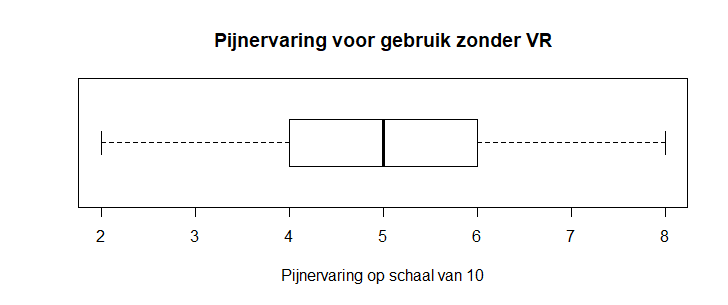 Pijnervaring voor gebruik zonder VR
2 3 4 5 6 7 8
Pijnervaring op schaal van 10